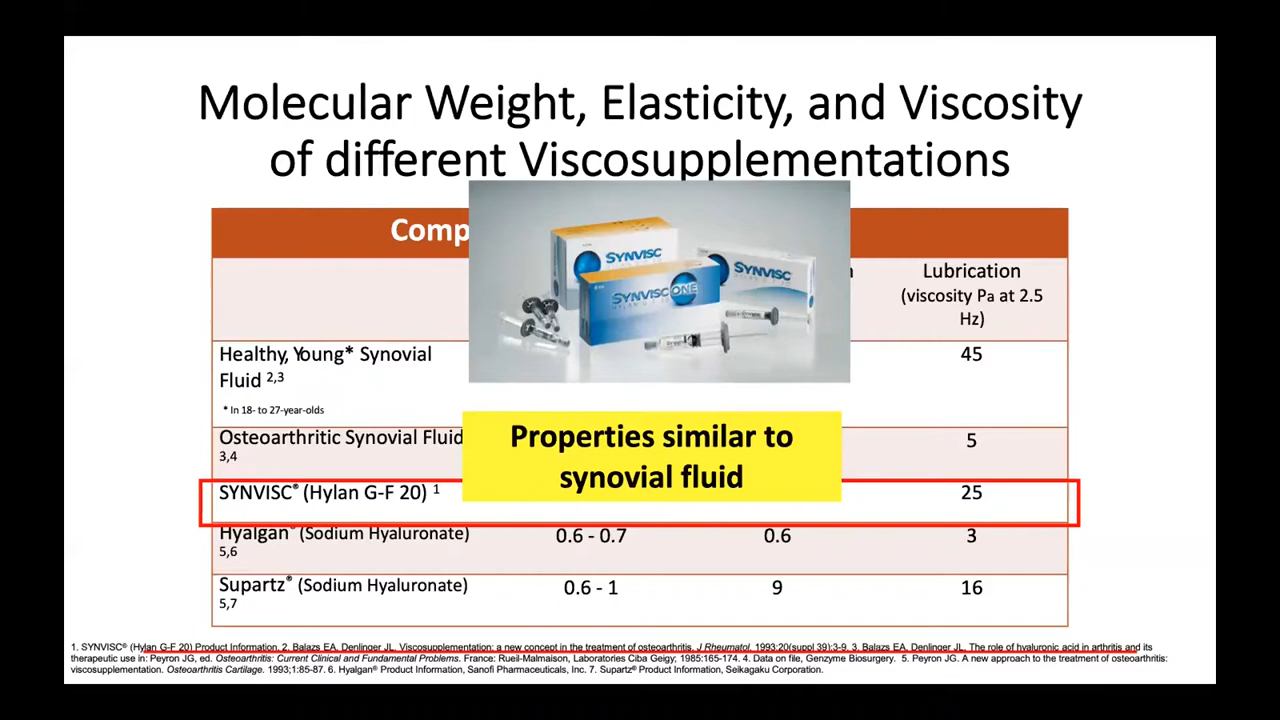 Molecular Weight, Elasticity, and Viscosity
of different Viscosupplementations
Comp
Lubrication
(viscosity Pa at 2.5
Hz)
Healthy, Young* Synovial
Fluid 2,3
45
* In 18- to 27-year-olds
SYNVISC
SYNVISC
SYNVISC ONE
Properties similar to
synovial fluid
Osteoarthritic Synovial Fluid
3,4
5
SYNVISC® (Hylan G-F 20) 1
25
Hyalgan® (Sodium Hyaluronate)
5,6
0.6 - 0.7
0.6
3
Supartz® (Sodium Hyaluronate)
5,7
0.6 - 1
9
16
1. SYNVISC® (Hylan G-F 20) Product Information. 2. Balazs EA, Denlinger JL. Viscosupplementation: a new concept in the treatment of osteoarthritis. J Rheumatol. 1993;20(suppl 39):3-9. 3. Balazs EA, Denlinger JL. The role of hyaluronic acid in arthritis and its
therapeutic use in: Peyron JG, ed. Osteoarthritis: Current Clinical and Fundamental Problems. France: Rueil-Malmaison, Laboratories Ciba Geigy; 1985:165-174. 4. Data on file, Genzyme Biosurgery. 5. Peyron JG. A new approach to the treatment of osteoarthritis:
viscosupplementation. Osteoarthritis Cartilage. 1993;1:85-87. 6. Hyalgan® Product Information, Sanofi Pharmaceuticals, Inc. 7. Supartz® Product Information, Seikagaku Corporation.